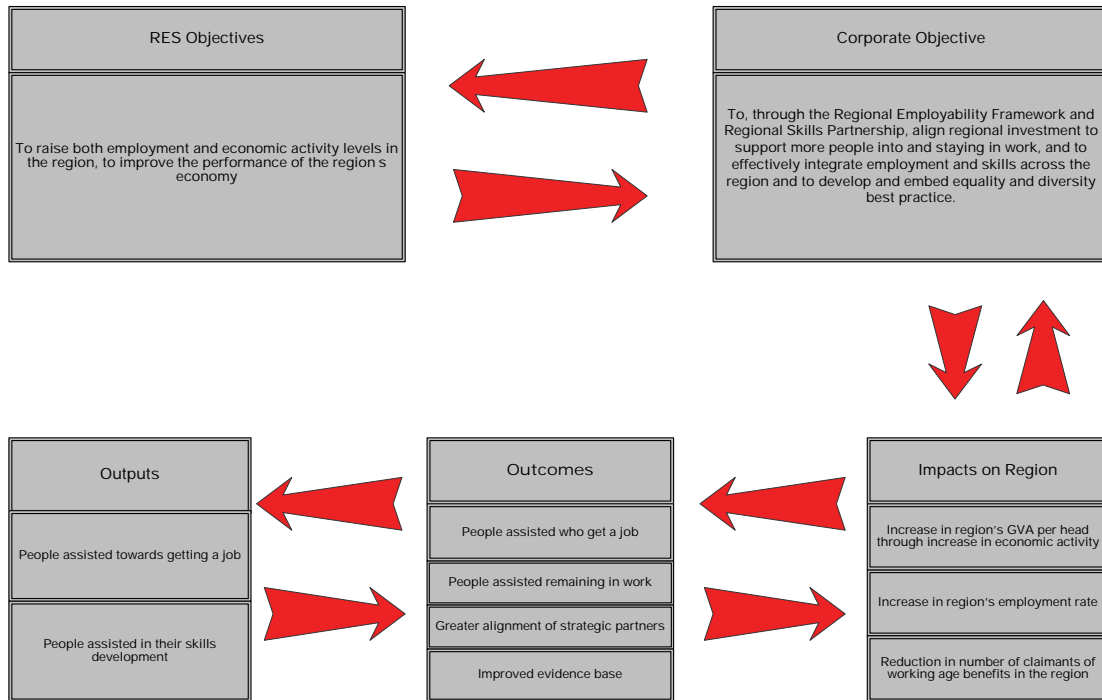 RES Objectives
To raise both employment and economic activity levels in
the region, to improve the performance of the region s
economy
Corporate Objective
To, through the Regional Employability Framework and
Regional Skills Partnership, align regional investment to
support more people into and staying in work, and to
effectively integrate employment and skills across the
region and to develop and embed equality and diversity
best practice.
Outputs
People assisted towards getting a job
People assisted in their skills
development
Outcomes
People assisted who get a job
People assisted remaining in work
Greater alignment of strategic partners
Improved evidence base
Impacts on Region
Increase in region's GVA per head
through increase in economic activity
Increase in region's employment rate
Reduction in number of claimants of
working age benefits in the region